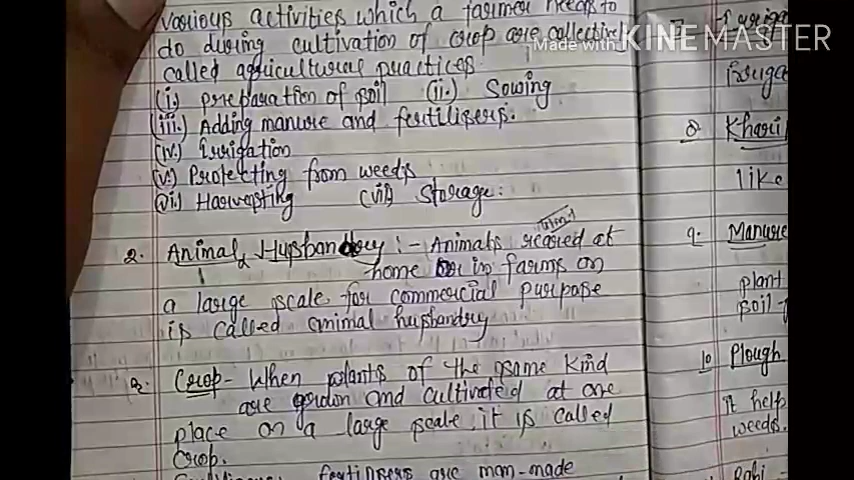 various activities which a farmer needs to
do during cultivation of crop are collectively
called agricultural practices.
(i) preparation of soil (ii.) Sowing
(iii.) Adding manure and fertilisers.
(iv) Irrigation
(v) Protecting from weeds
(vi) Harvesting (vii) Storage.
2. Animal Husbandry :- Animals reared at
home or in farms on
a large scale for commercial purpose
is called animal husbandry
Crop - When plants of the same kind
are grown and cultivated at one
place on a large scale, it is called
Crop.
fertilisers are man-made
irriga
8. Khari
like
9. Manure
plant
soil
10 Plough
it help
weeds.
Rabi -
Made with KINEMASTER